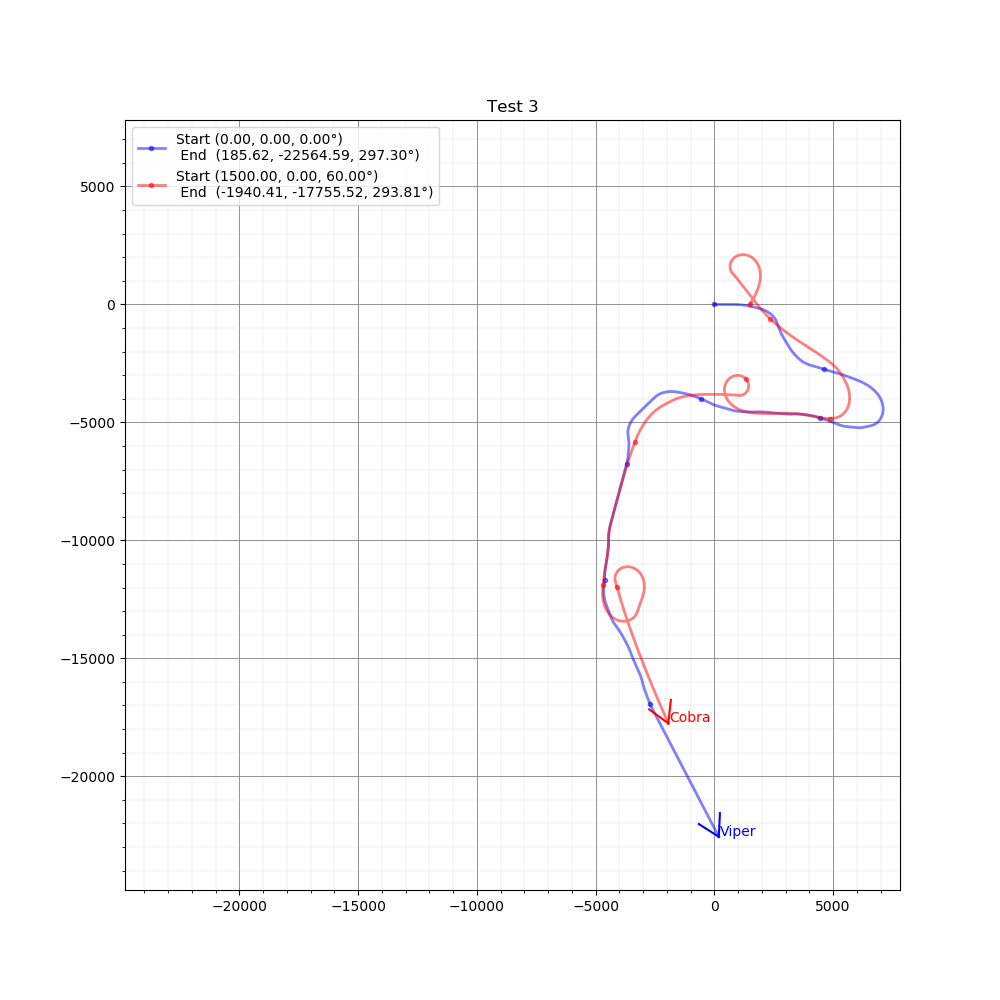 Test 3
Start (0.00, 0.00, 0.00°)
End (185.62, -22564.59, 297.30°)
Start (1500.00, 0.00, 60.00°)
End (-1940.41, -17755.52, 293.81°)
5000
0
−5000
−10000
−15000
−20000
Cobra
Viper
−20000 −15000 −10000 −5000 0 5000